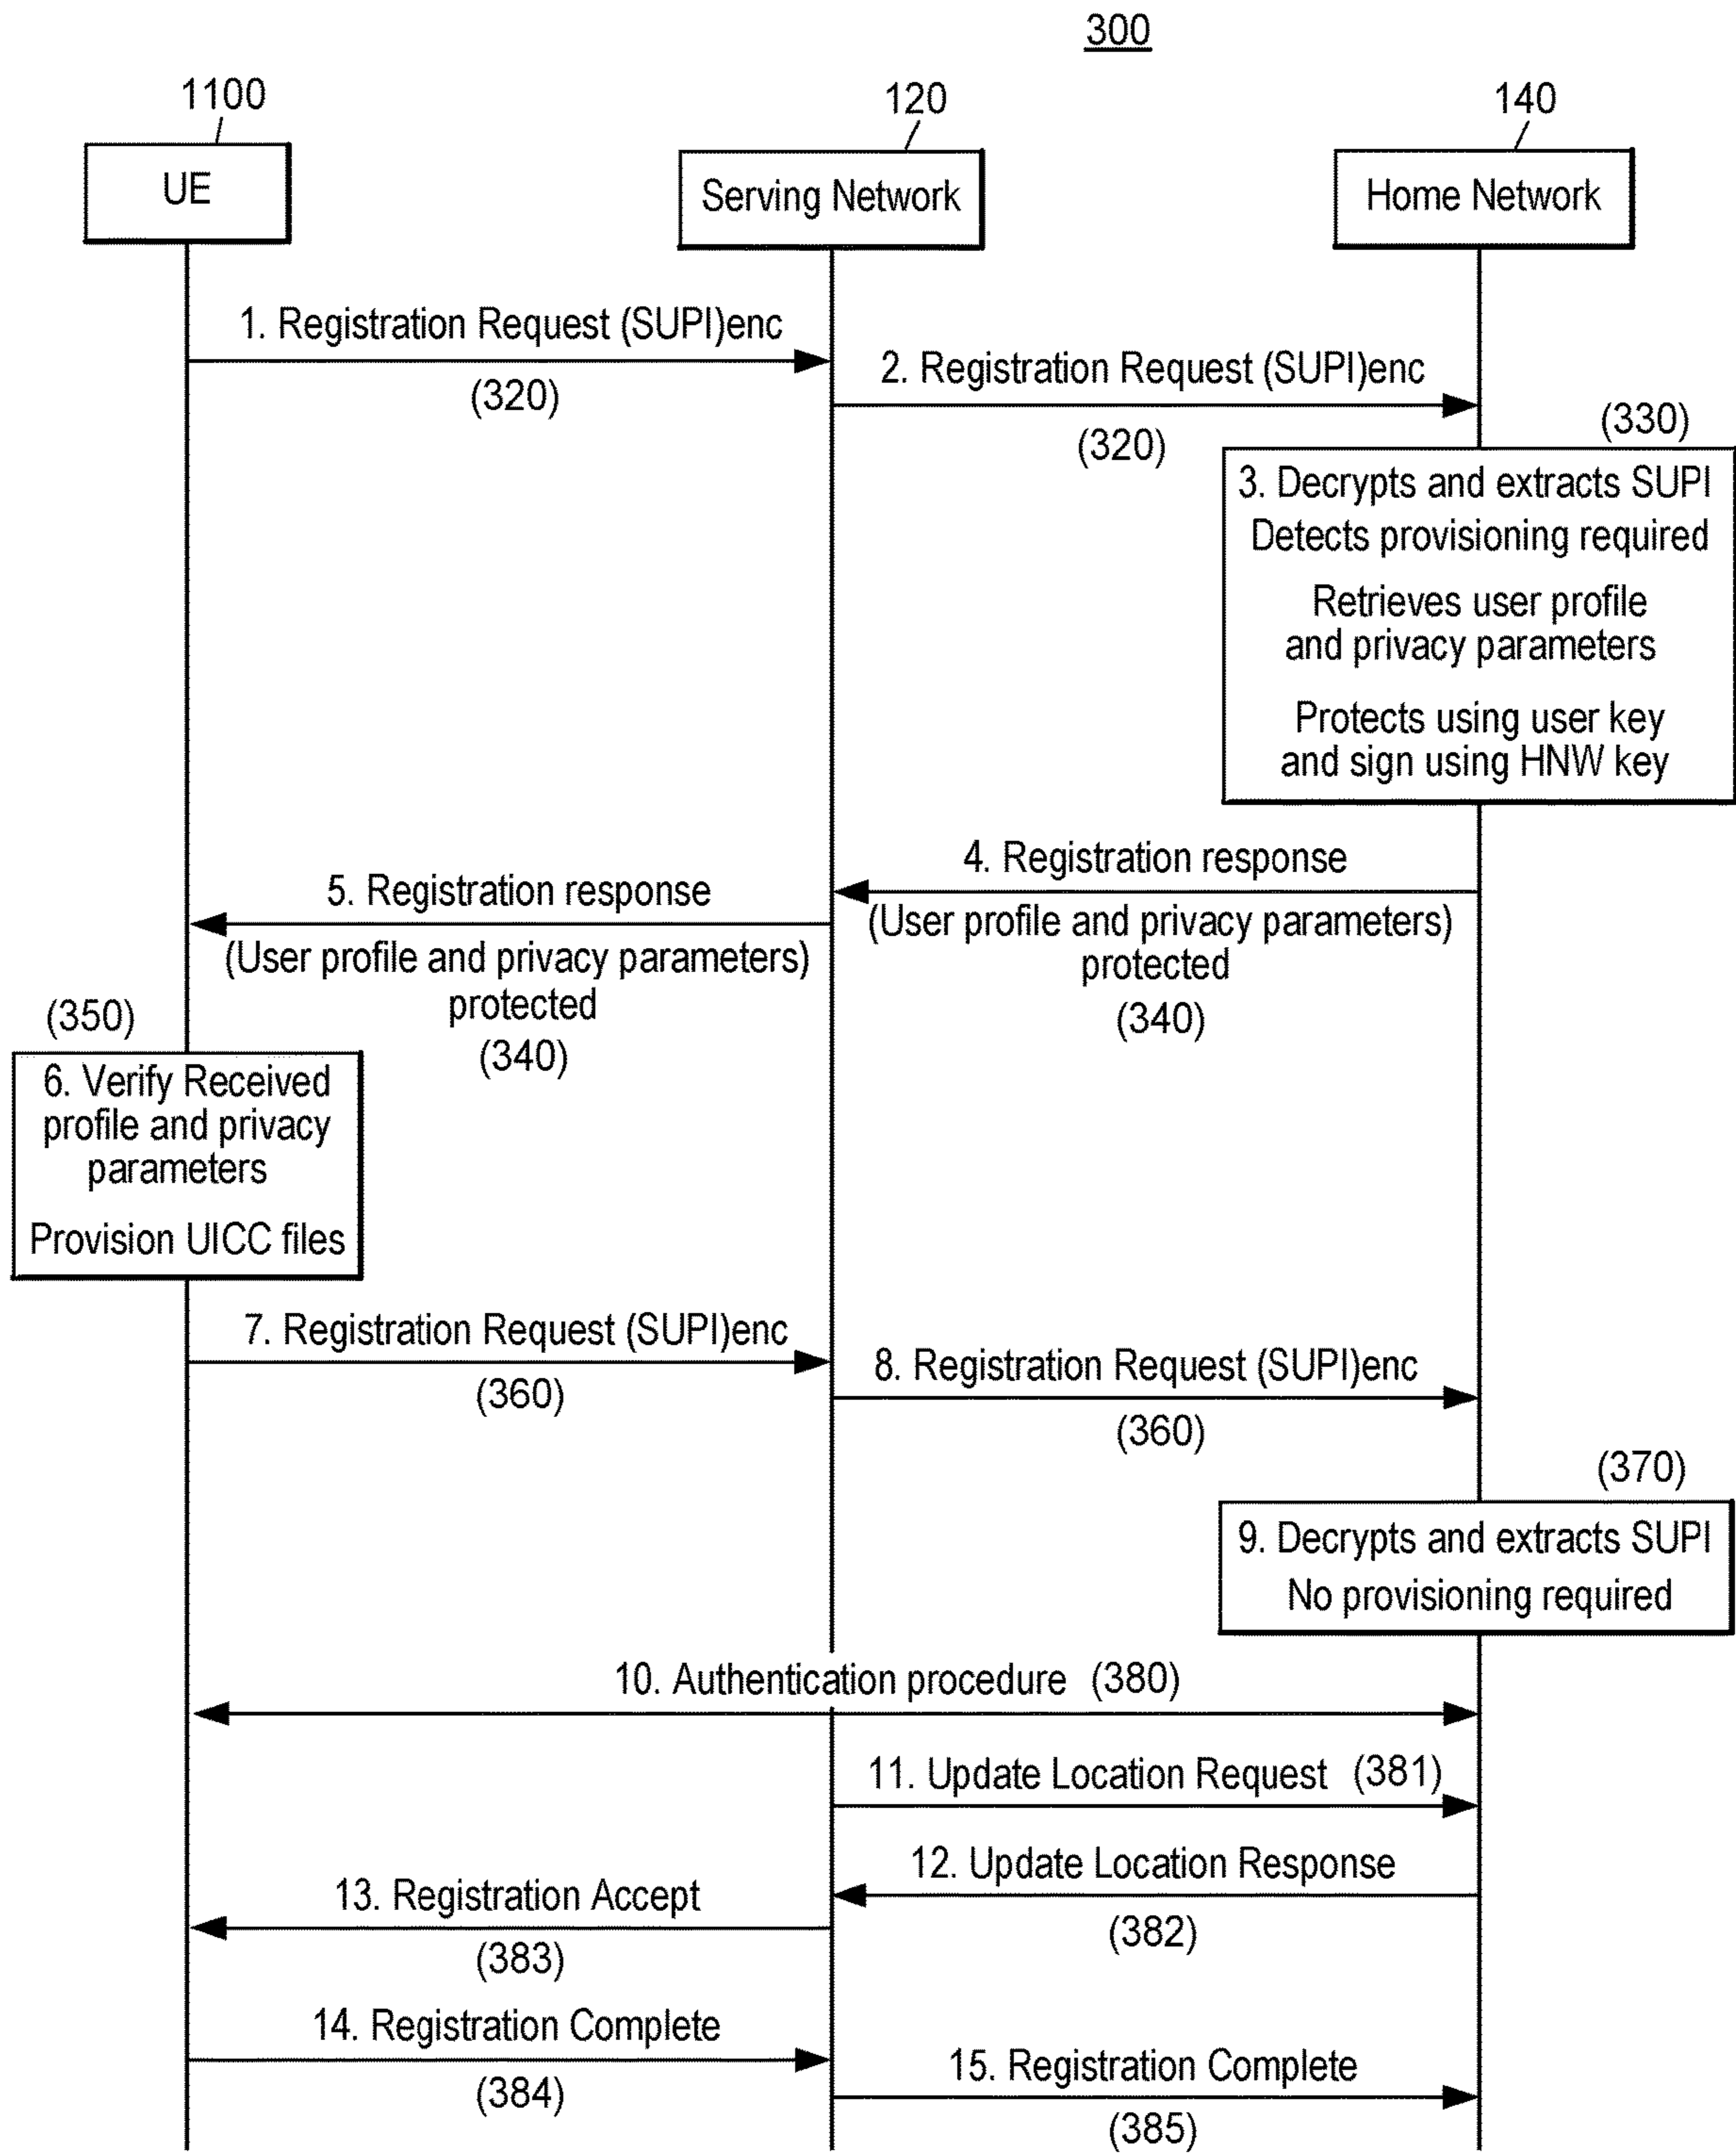 300
1100
120
140
UE
Serving Network
Home Network
1. Registration Request (SUPI)enc
(320)
2. Registration Request (SUPI)enc
(320)
(330)
3. Decrypts and extracts SUPI
Detects provisioning required
Retrieves user profile
and privacy parameters
Protects using user key
and sign using HNW key
4. Registration response
(User profile and privacy parameters)
protected
(340)
5. Registration response
(User profile and privacy parameters)
protected
(340)
(350)
6. Verify Received
profile and privacy
parameters
Provision UICC files
7. Registration Request (SUPI)enc
(360)
8. Registration Request (SUPI)enc
(360)
(370)
9. Decrypts and extracts SUPI
No provisioning required
10. Authentication procedure (380)
11. Update Location Request (381)
12. Update Location Response
(382)
13. Registration Accept
(383)
14. Registration Complete
(384)
15. Registration Complete
(385)